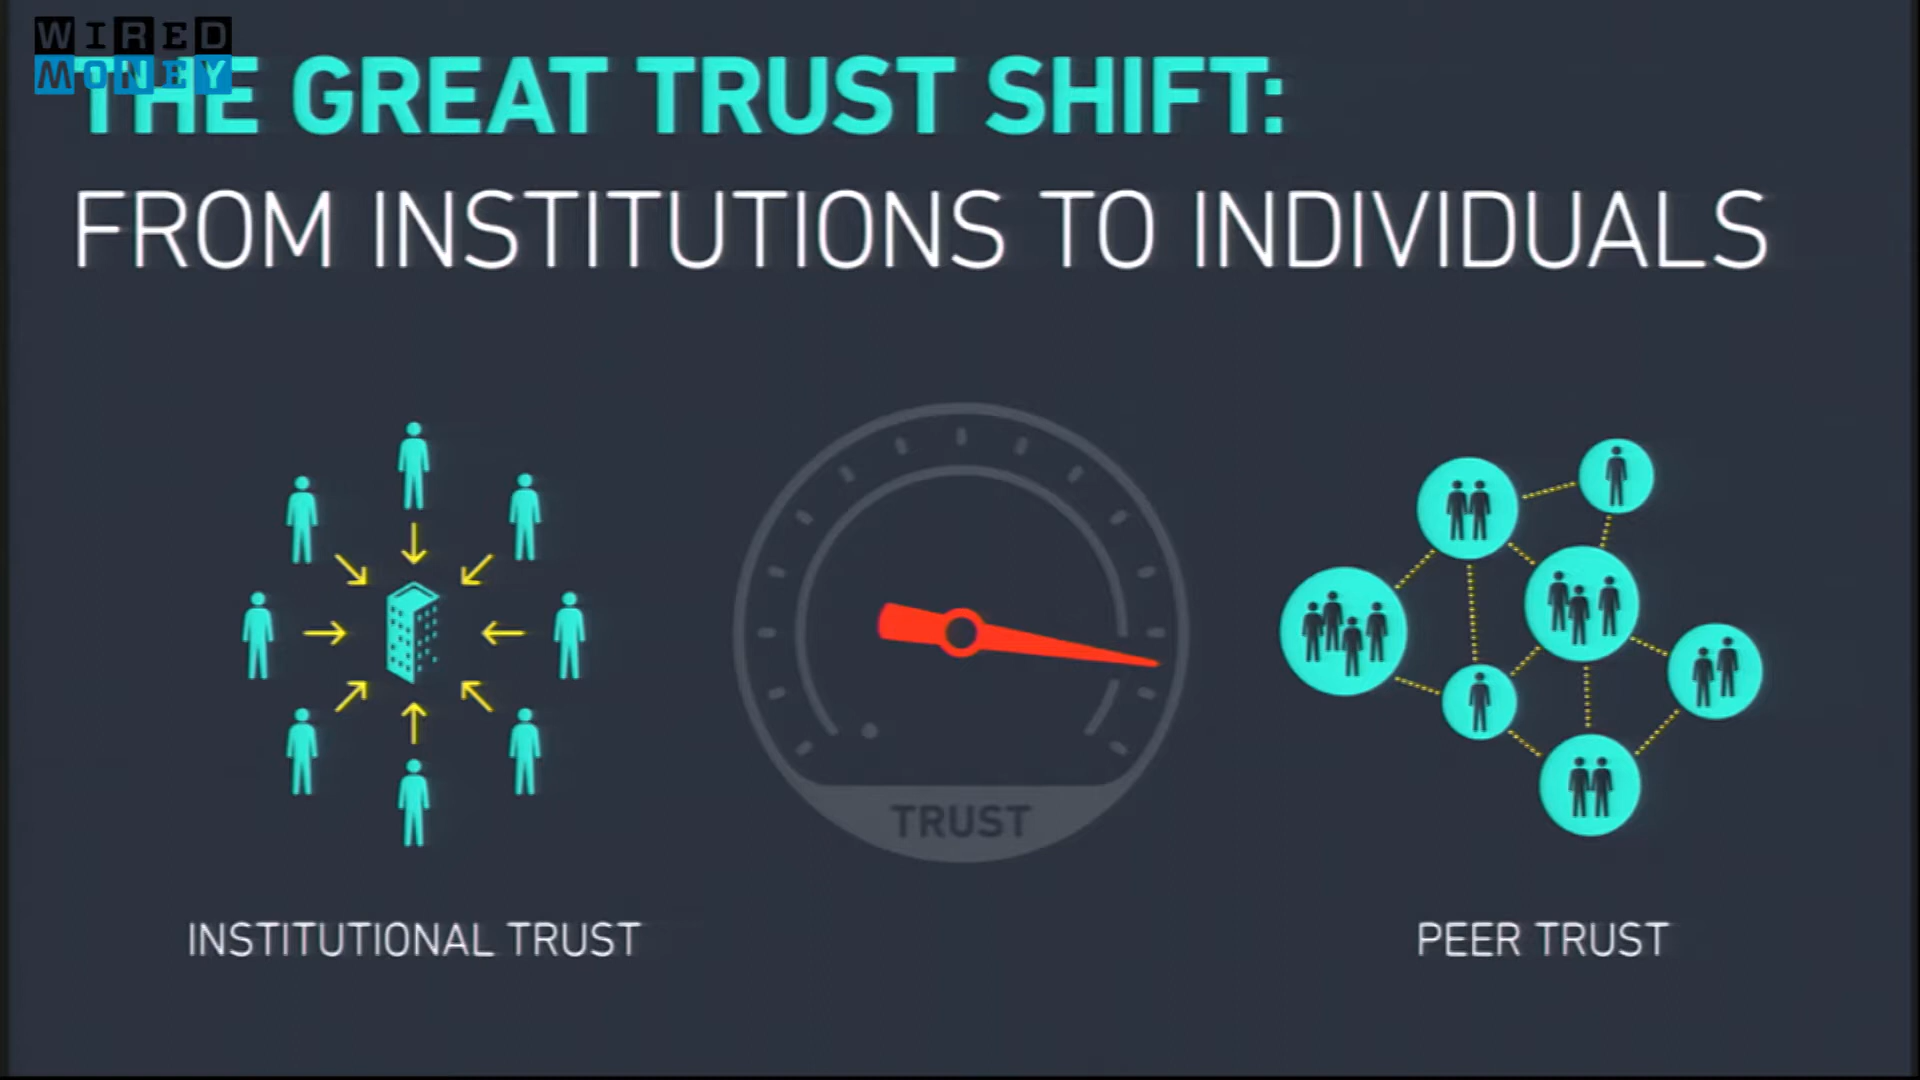 WIRED
MONEY
THE GREAT TRUST SHIFT:
FROM INSTITUTIONS TO INDIVIDUALS
TRUST
INSTITUTIONAL TRUST
PEER TRUST